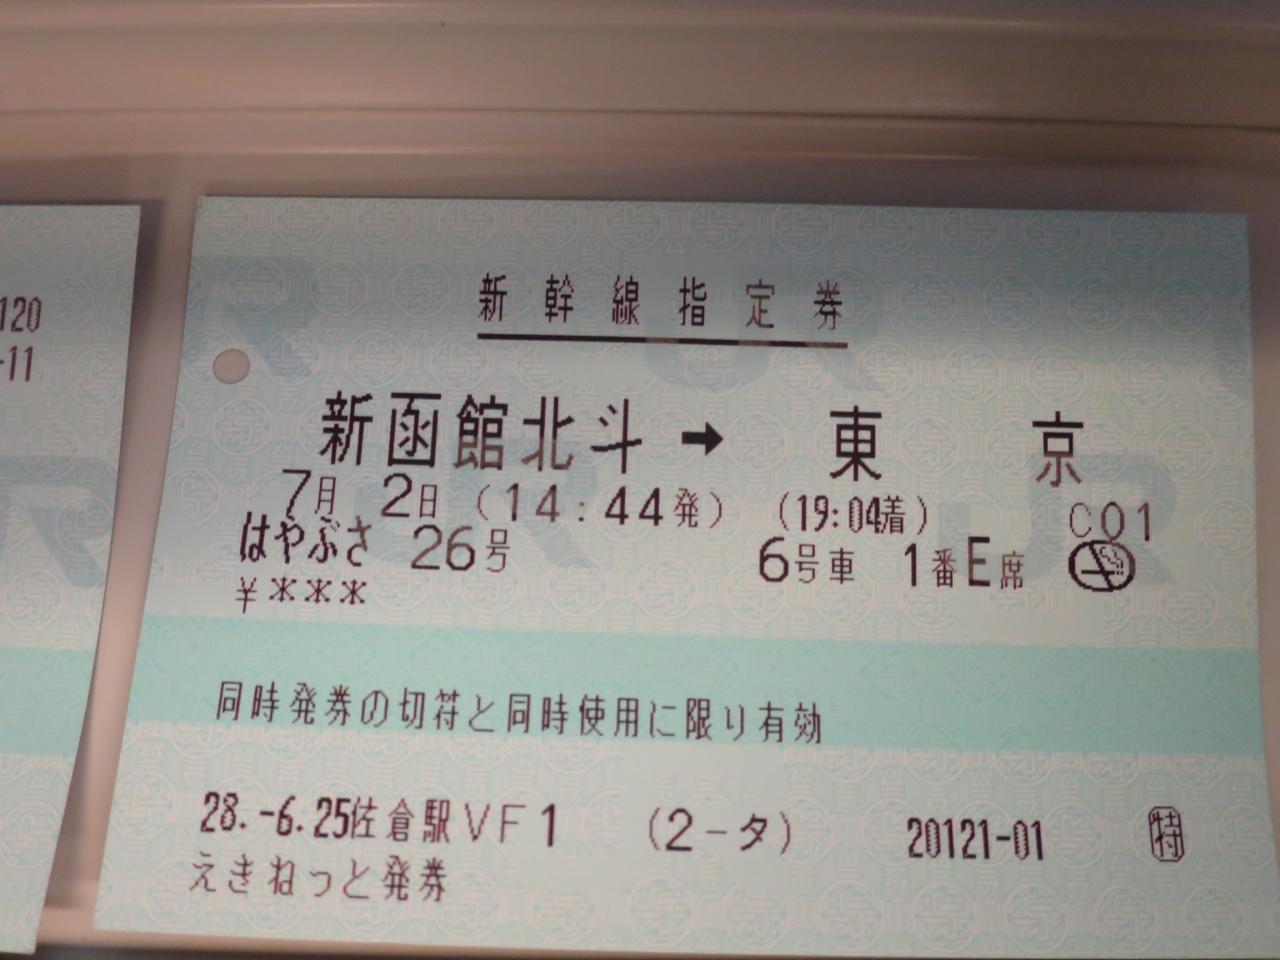 120
-11
新幹線指定券
新函館北斗 ➡ 東京
7月 2日 (14:44発) (19:04着) C01
はやぶさ 26号 6号車 1番E席
¥***
同時発券の切符と同時使用に限り有効
28.-6.25佐倉駅VF1 (2-タ) 20121-01 特
えきねっと発券